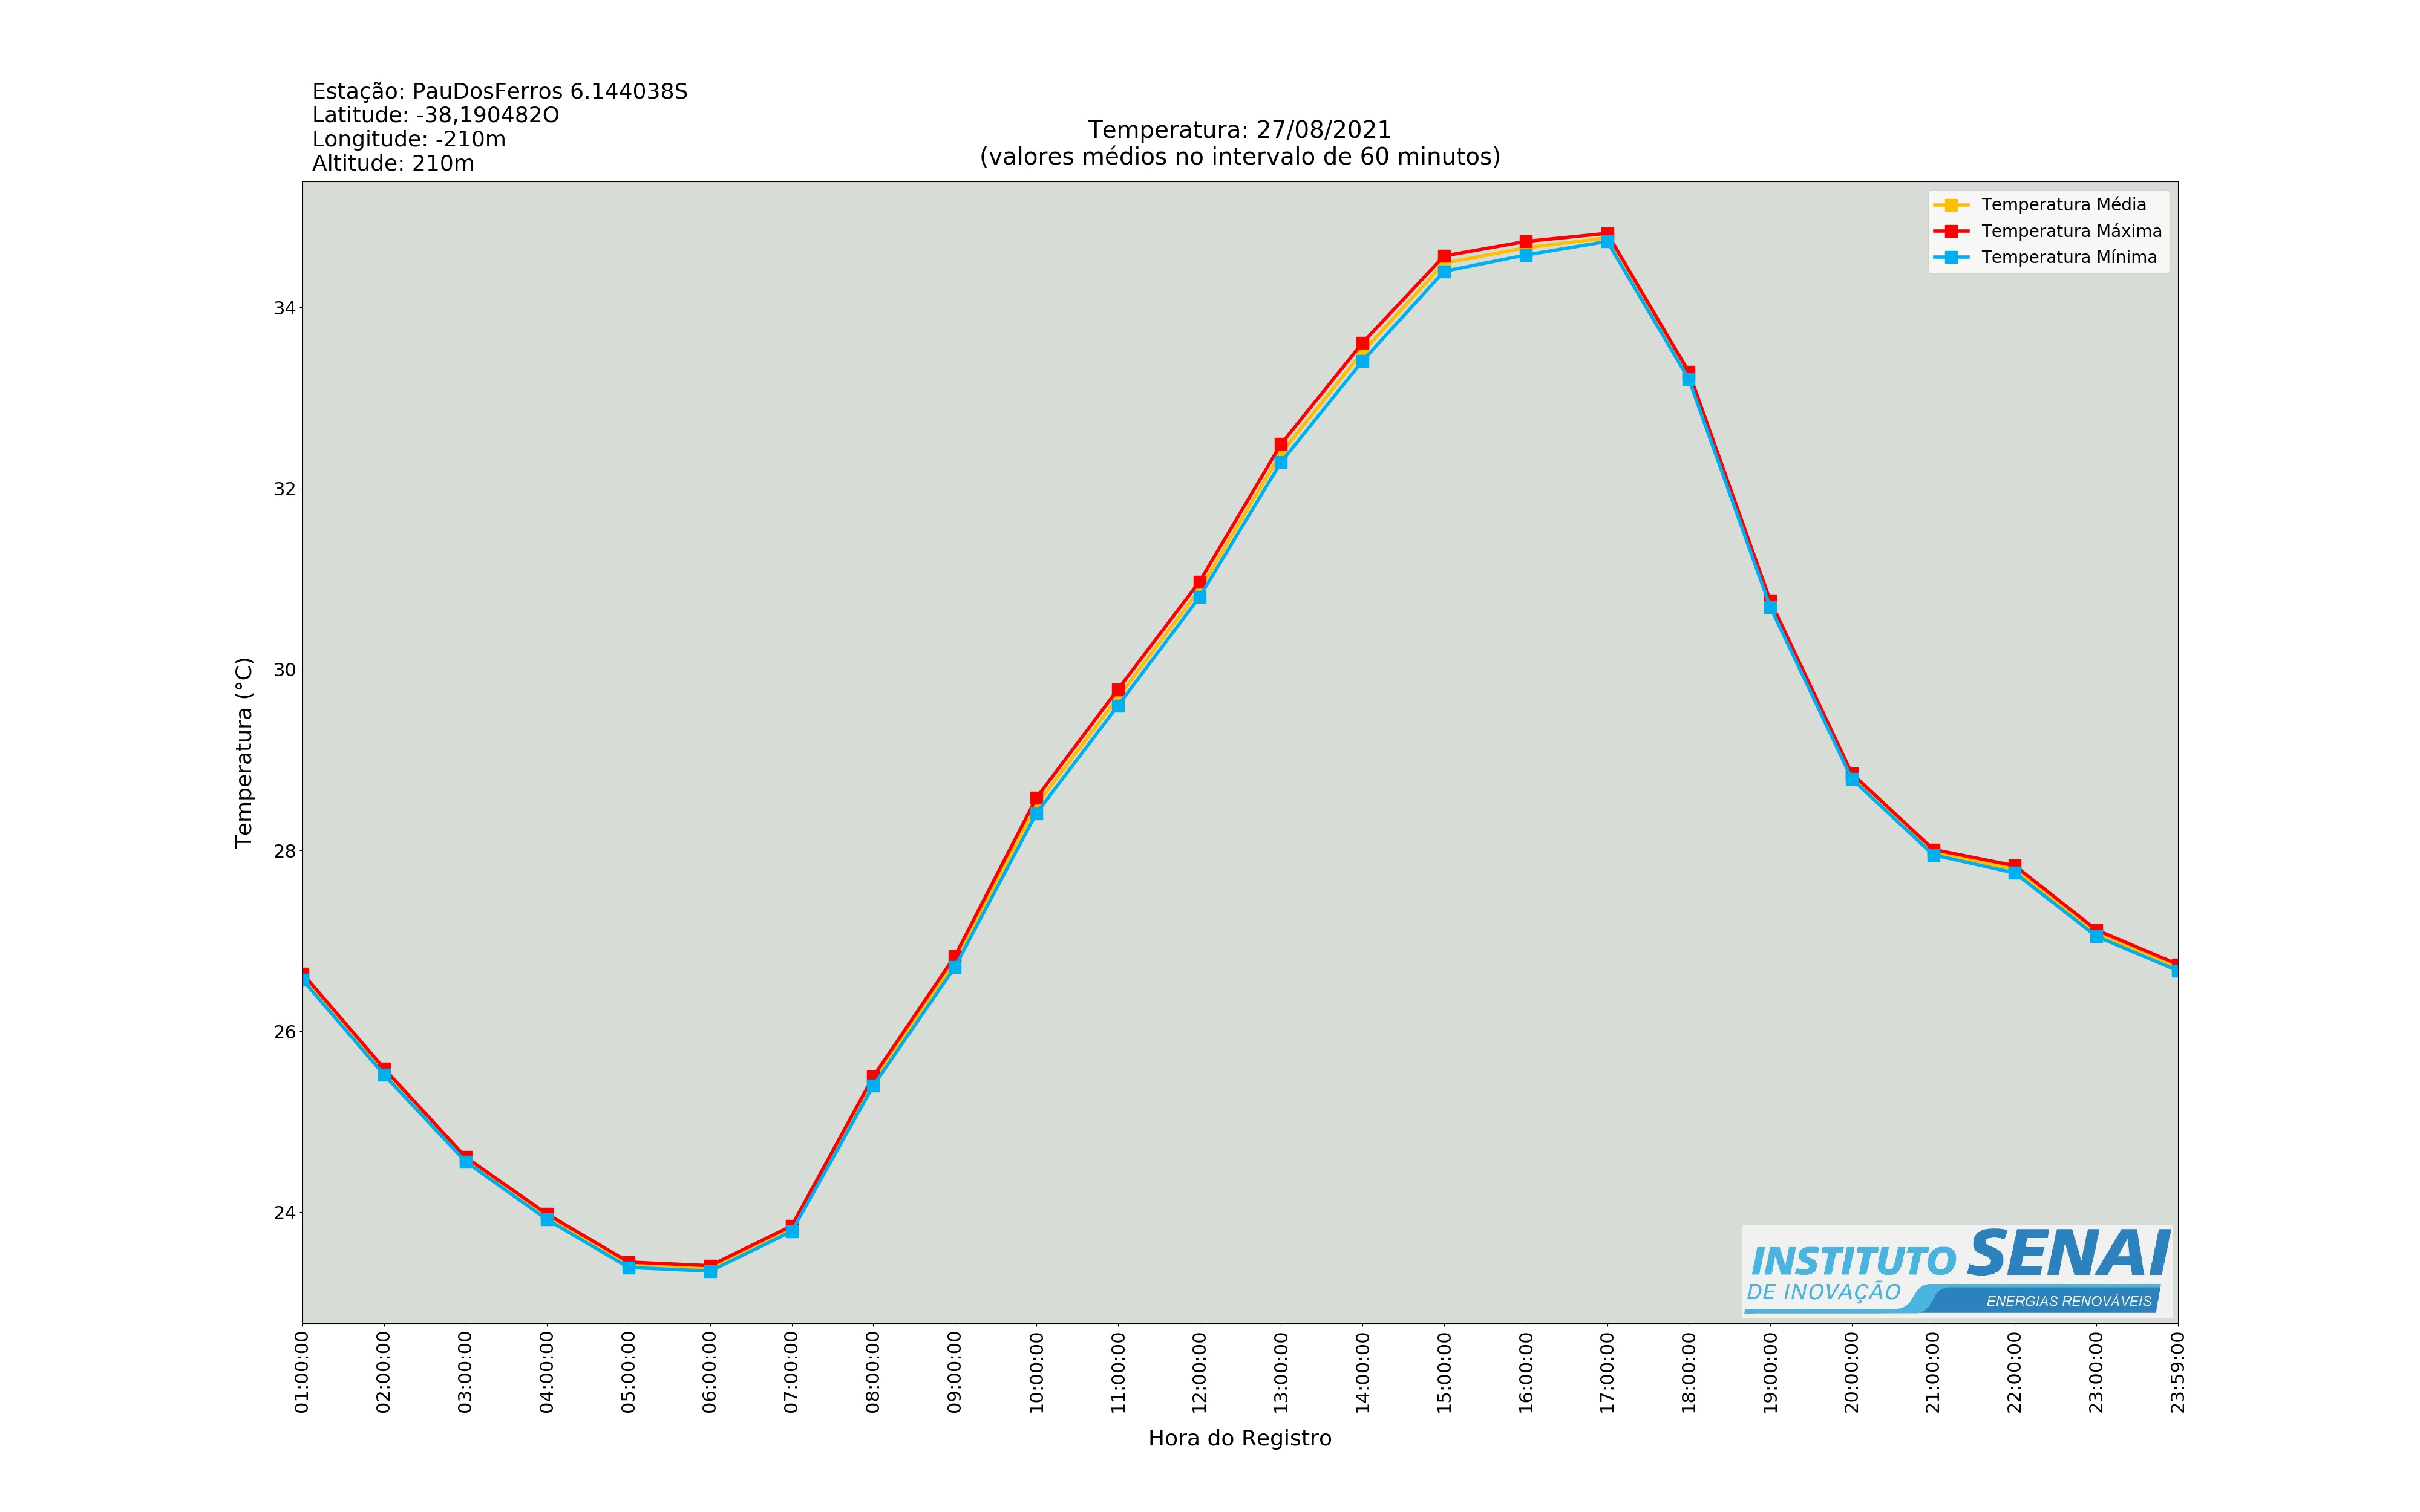 Estação: PauDosFerros 6.144038S
Latitude: -38,190482O
Longitude: -210m
Altitude: 210m
Temperatura: 27/08/2021
(valores médios no intervalo de 60 minutos)
Temperatura Média
Temperatura Máxima
Temperatura Mínima
Temperatura (°C)
34
32
30
28
26
24
INSTITUTO SENAI
DE INOVAÇÃO
ENERGIAS RENOVÁVEIS
01:00:00
02:00:00
03:00:00
04:00:00
05:00:00
06:00:00
07:00:00
08:00:00
09:00:00
10:00:00
11:00:00
12:00:00
13:00:00
14:00:00
15:00:00
16:00:00
17:00:00
18:00:00
19:00:00
20:00:00
21:00:00
22:00:00
23:00:00
23:59:00
Hora do Registro